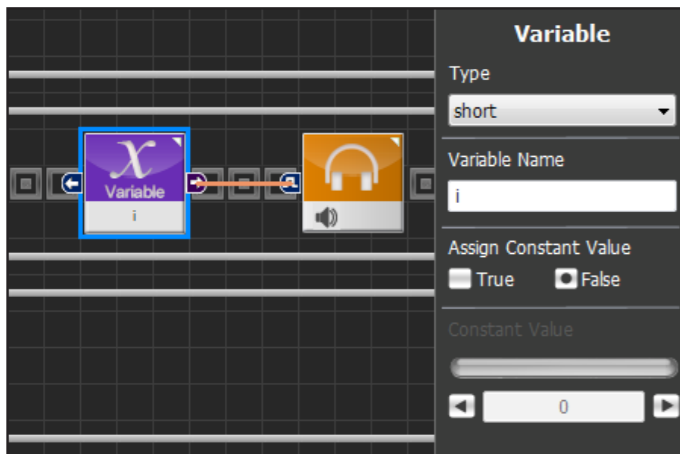 Variable
i
Variable
Type
short
Variable Name
i
Assign Constant Value
True False
Constant Value
0